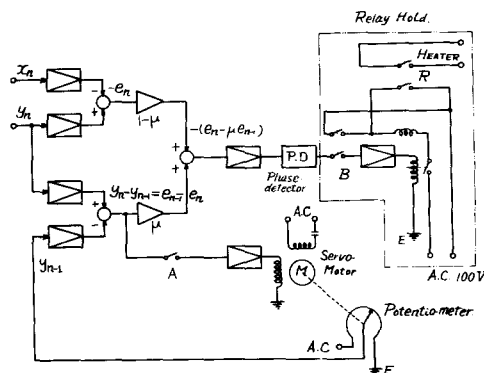 Relay Hold.
HEATER
R
xn
-en
1-μ
yn
-(en-μen-1)
P.D
Phase detector
B
yn-yn-1=en-1-en
μ
yn-1
A
A.C
Servo-Motor
M
E
A.C. 100V
Potentio-meter
A.C
E